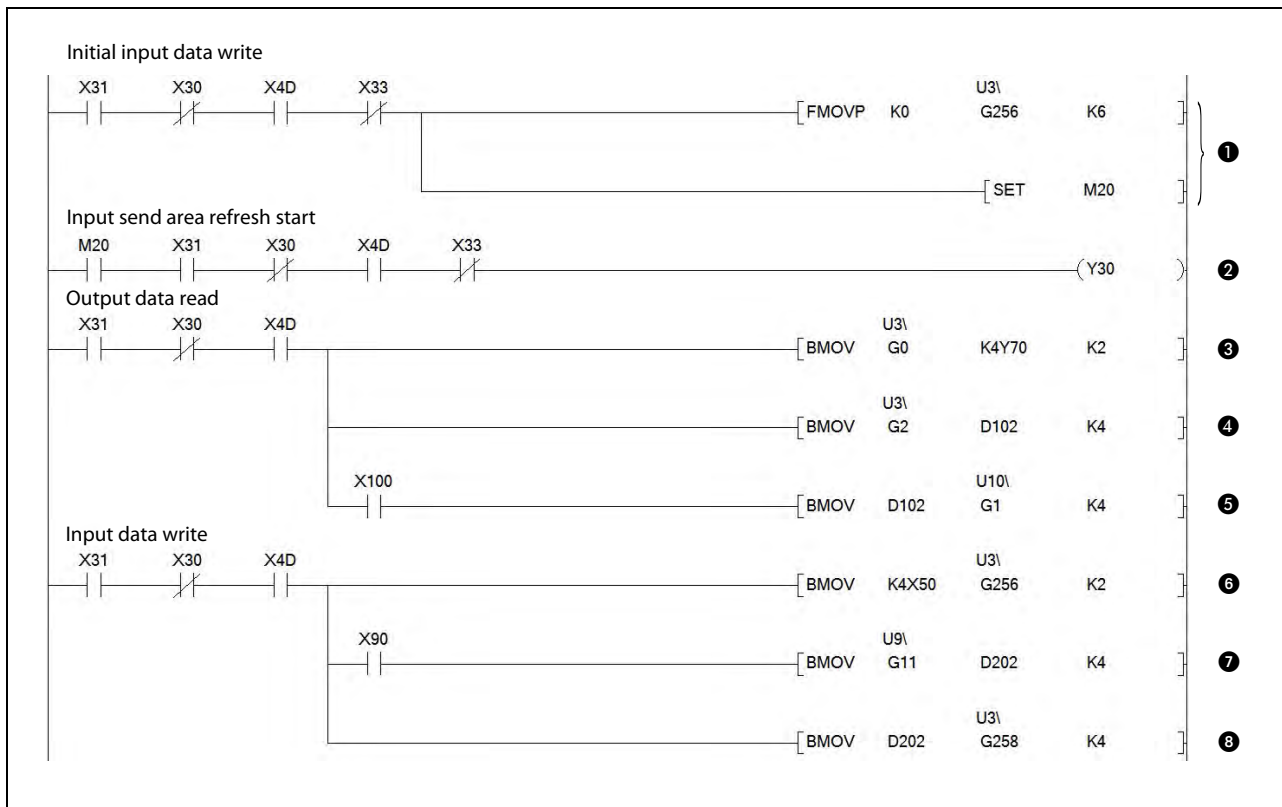 Initial input data write
X31 X30 X4D X33 U3\
FMOVP K0 G256 K6
❶
SET M20
Input send area refresh start
M20 X31 X30 X4D X33
Y30 ❷
Output data read
X31 X30 X4D U3\
BMOV G0 K4Y70 K2 ❸
U3\
BMOV G2 D102 K4 ❹
X100 U10\
BMOV D102 G1 K4 ❺
Input data write
X31 X30 X4D U3\
BMOV K4X50 G256 K2 ❻
X90 U9\
BMOV G11 D202 K4 ❼
U3\
BMOV D202 G258 K4 ❽